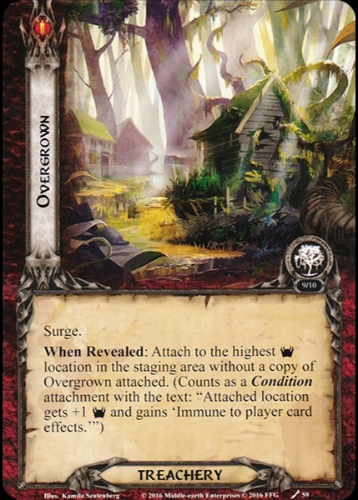 OVERGROWN
9/10
Surge.
When Revealed: Attach to the highest
location in the staging area without a copy of
Overgrown attached. (Counts as a Condition
attachment with the text: “Attached location
gets +1 and gains ‘Immune to player card
effects.’”)
TREACHERY
Illus. Kamila Szutenberg © 2016 Middle-earth Enterprises © 2016 FFG 59